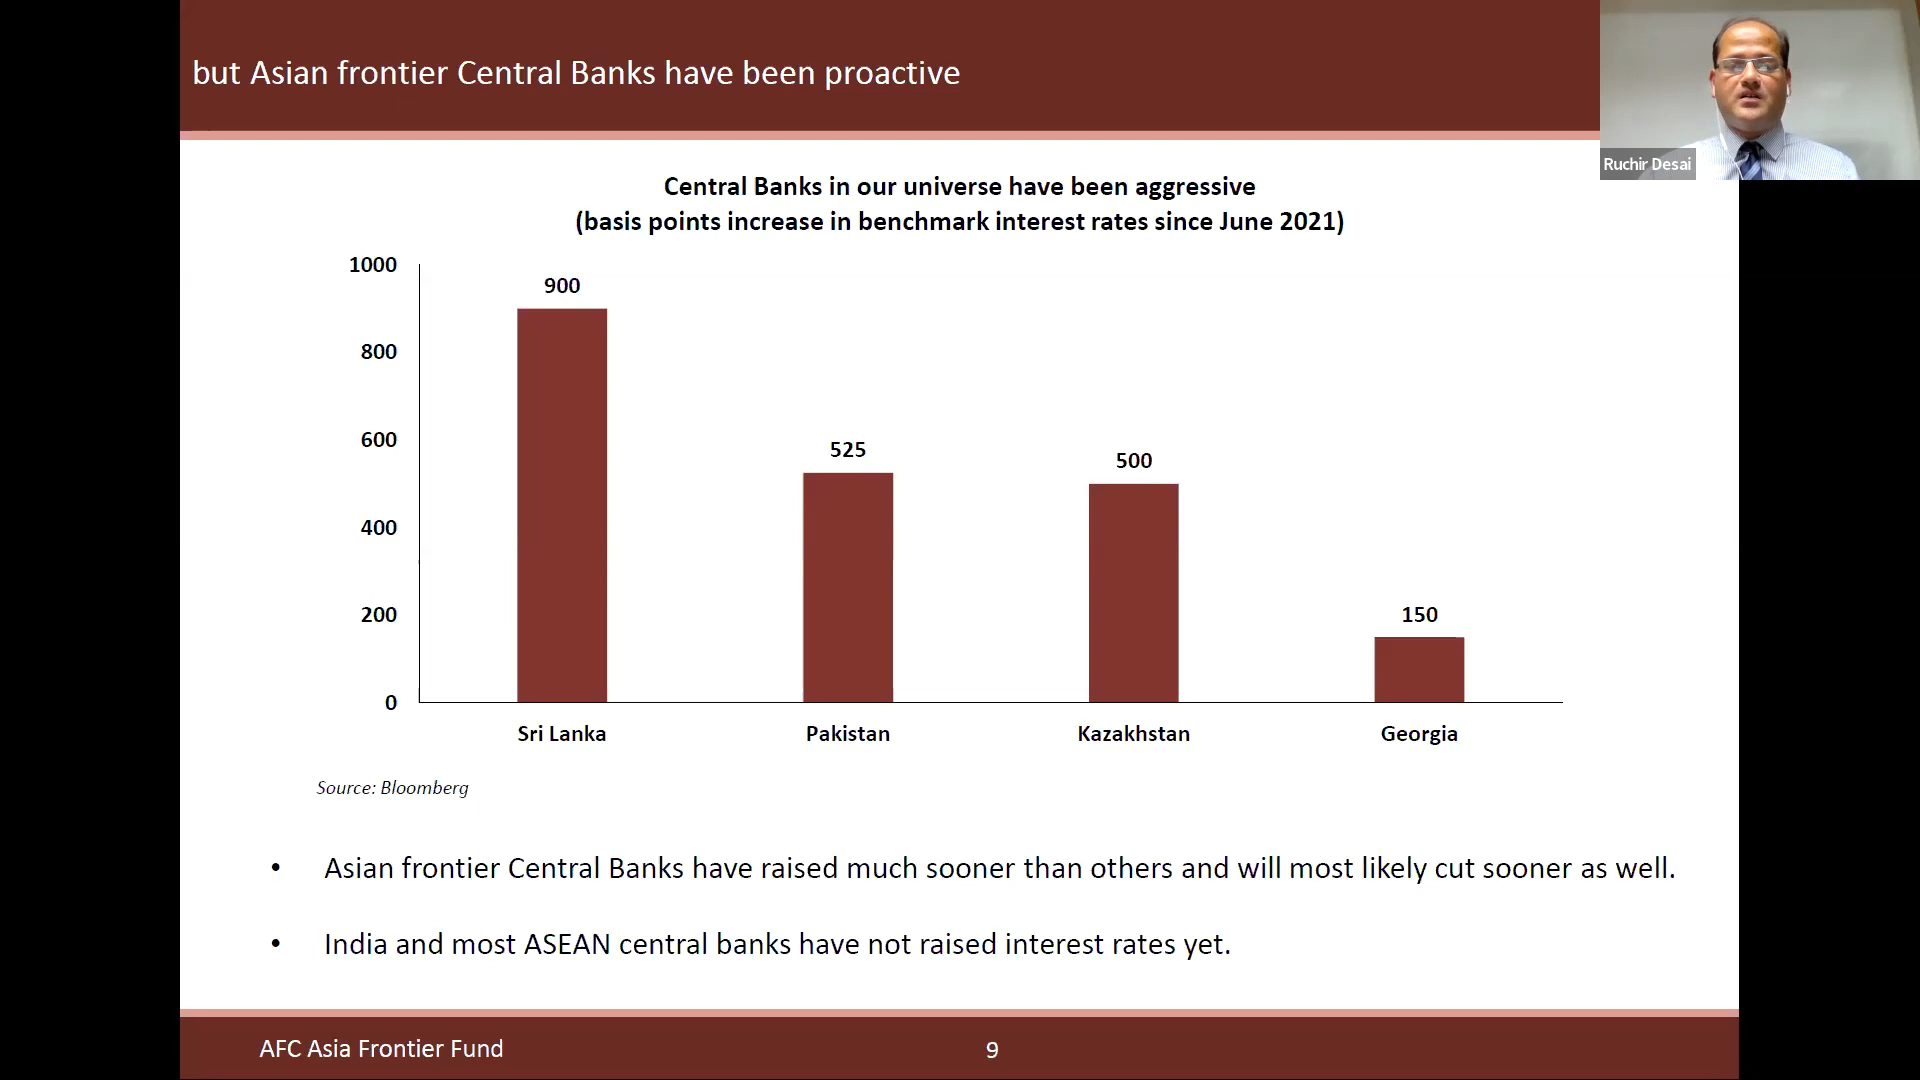 but Asian frontier Central Banks have been proactive
Ruchir Desai
Central Banks in our universe have been aggressive
(basis points increase in benchmark interest rates since June 2021)
1000
800
600
400
200
0
900
525
500
150
Sri Lanka
Pakistan
Kazakhstan
Georgia
Source: Bloomberg
• Asian frontier Central Banks have raised much sooner than others and will most likely cut sooner as well.
• India and most ASEAN central banks have not raised interest rates yet.
AFC Asia Frontier Fund
9